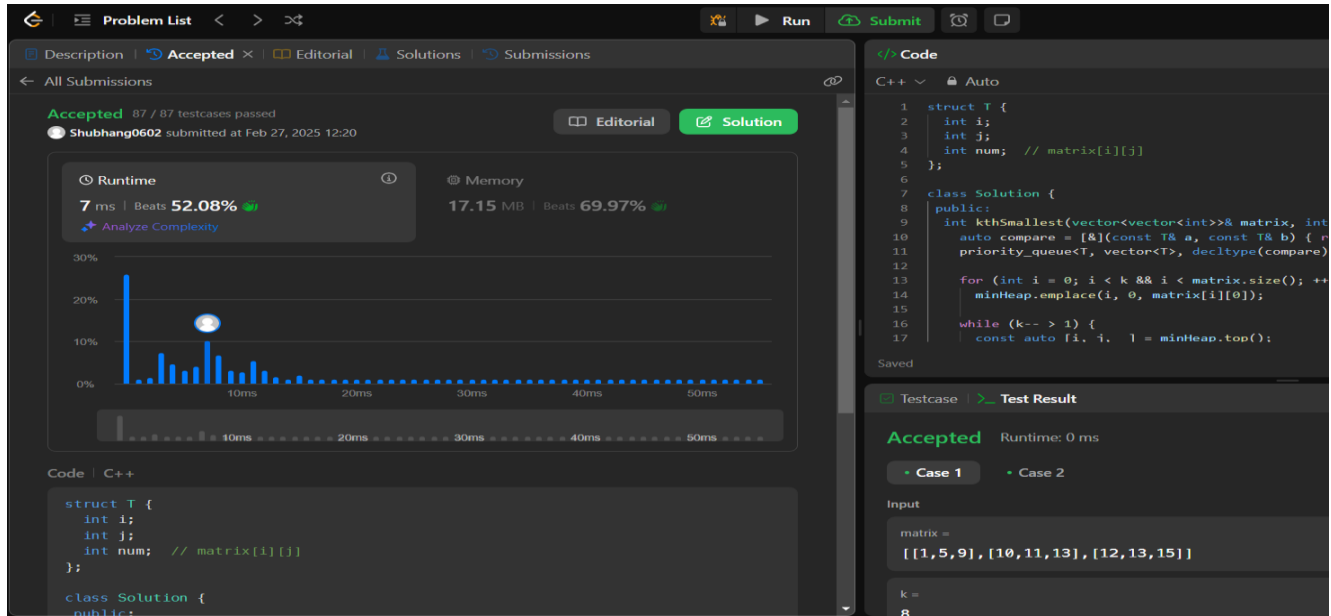 Problem List
Run
Submit
Description
Accepted
Editorial
Solutions
Submissions
All Submissions
Accepted 87 / 87 testcases passed
Shubhang0602 submitted at Feb 27, 2025 12:20
Editorial
Solution
Runtime
7 ms | Beats 52.08%
Analyze Complexity
Memory
17.15 MB | Beats 69.97%
30%
20%
10%
0%
10ms 20ms 30ms 40ms 50ms
10ms 20ms 30ms 40ms 50ms
Code | C++
struct T {
int i;
int j;
int num; // matrix[i][j]
};
class Solution {
public:
</> Code
C++ Auto
1 struct T {
2 int i;
3 int j;
4 int num; // matrix[i][j]
5 };
6
7 class Solution {
8 public:
9 int kthSmallest(vector<vector<int>>& matrix, int
10 auto compare = [&](const T& a, const T& b) { r
11 priority_queue<T, vector<T>, decltype(compare)
12
13 for (int i = 0; i < k && i < matrix.size(); ++
14 minHeap.emplace(i, 0, matrix[i][0]);
15
16 while (k-- > 1) {
17 const auto [i, j, _] = minHeap.top();
Saved
Testcase | >_ Test Result
Accepted Runtime: 0 ms
• Case 1 • Case 2
Input
matrix =
[[1,5,9],[10,11,13],[12,13,15]]
k =
8